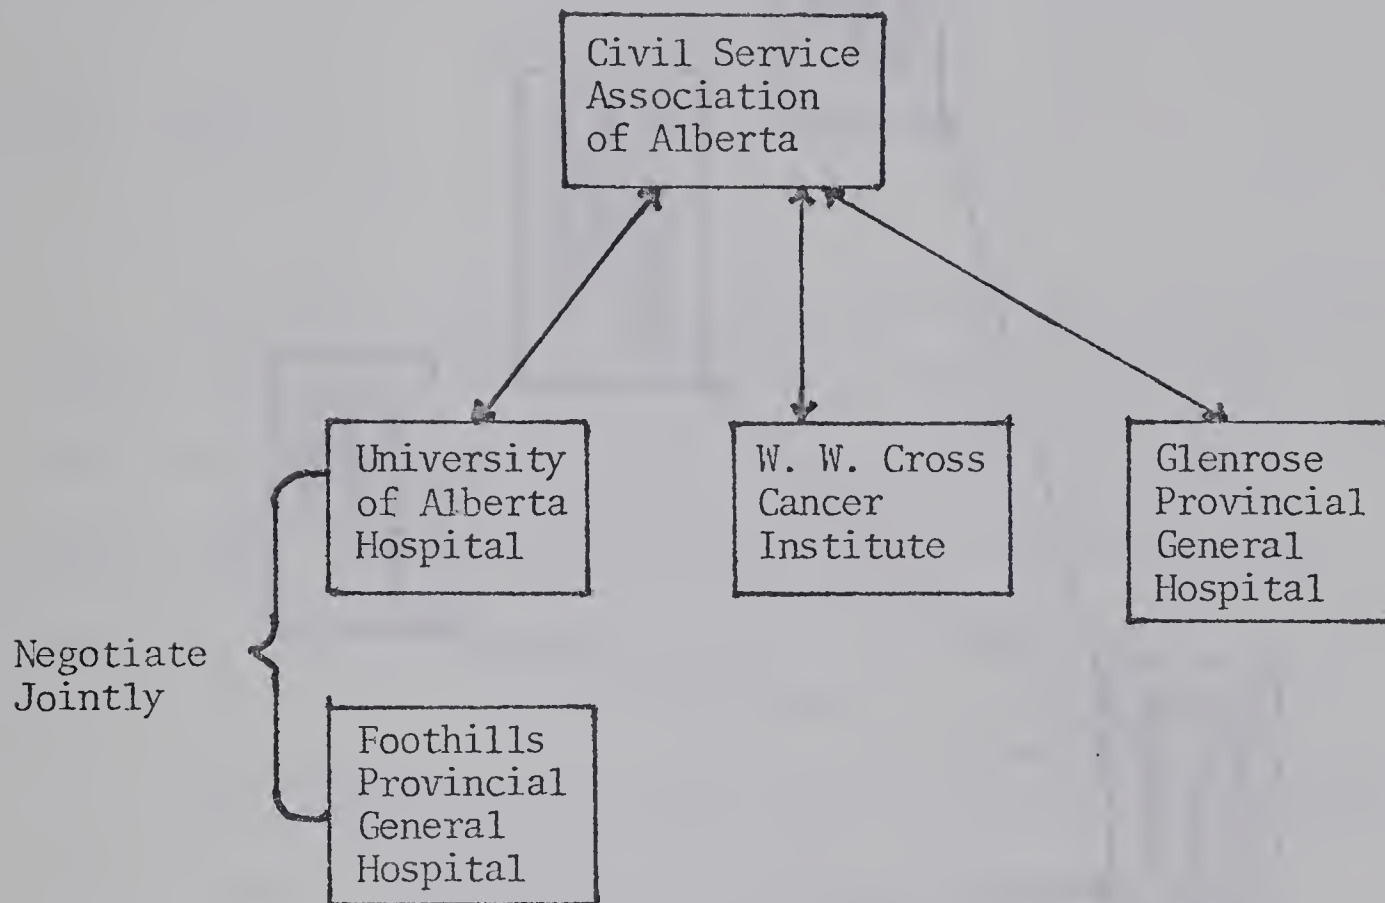 Civil Service
Association
of Alberta
University
of Alberta
Hospital
W. W. Cross
Cancer
Institute
Glenrose
Provincial
General
Hospital
Negotiate
Jointly
Foothills
Provincial
General
Hospital